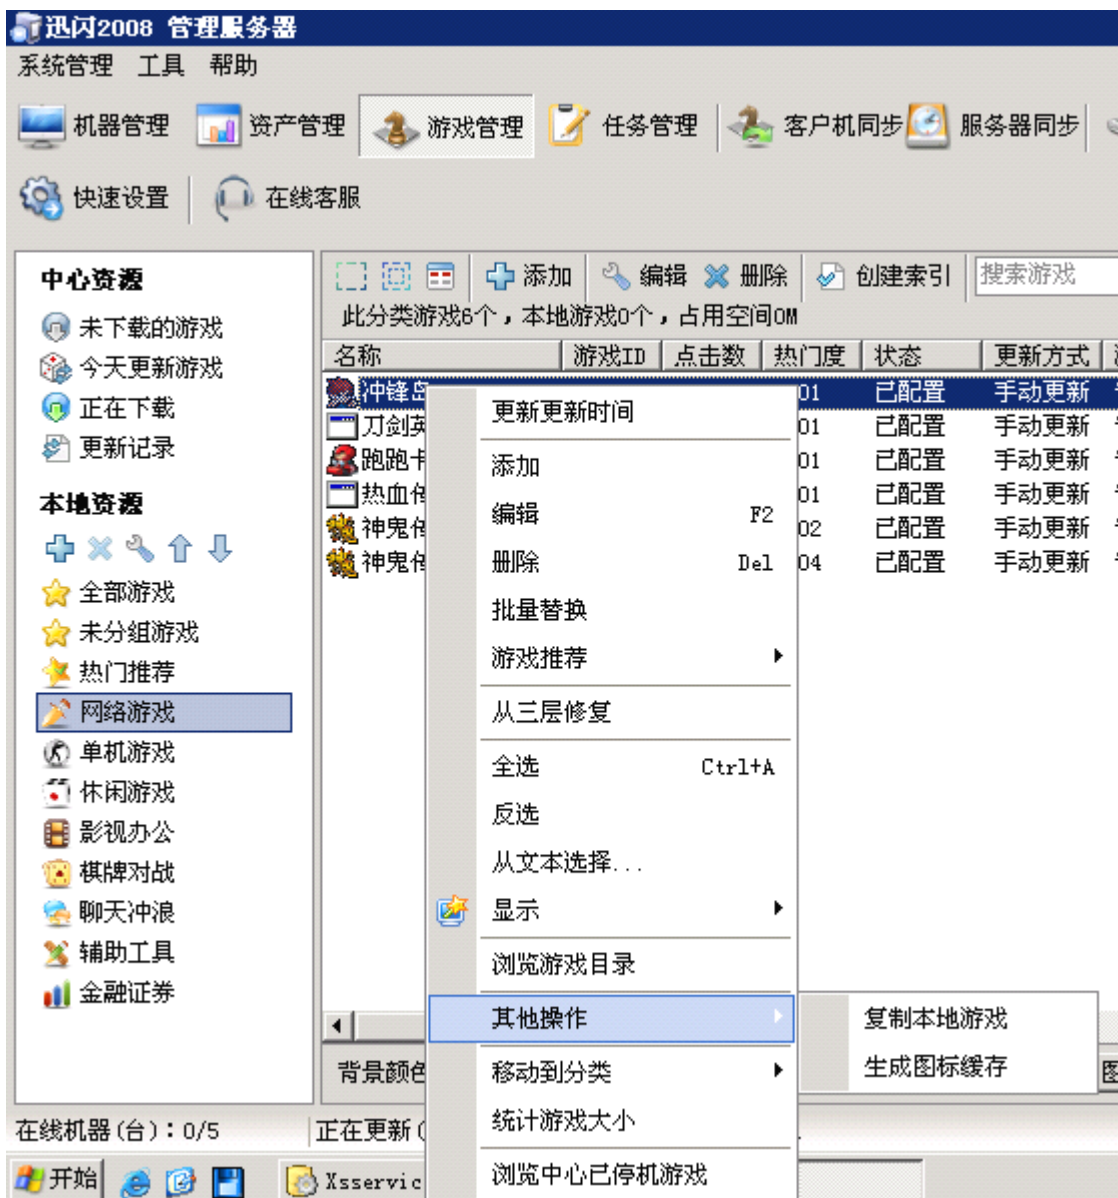 迅闪2008 管理服务器
系统管理 工具 帮助
机器管理 资产管理 游戏管理 任务管理 客户机同步 服务器同步
快速设置 在线客服
中心资源
未下载的游戏
今天更新游戏
正在下载
更新记录
本地资源
全部游戏
未分组游戏
热门推荐
网络游戏
单机游戏
休闲游戏
影视办公
棋牌对战
聊天冲浪
辅助工具
金融证券
添加 编辑 删除 创建索引 搜索游戏
此分类游戏6个，本地游戏0个，占用空间0M
名称 游戏ID 点击数 热门度 状态 更新方式
冲锋岛 01 已配置 手动更新
刀剑英 01 已配置 手动更新
跑跑卡 01 已配置 手动更新
热血传 01 已配置 手动更新
神鬼传 02 已配置 手动更新
神鬼传 04 已配置 手动更新
更新更新时间
添加
编辑 F2
删除 Del
批量替换
游戏推荐
从三层修复
全选 Ctrl+A
反选
从文本选择...
显示
浏览游戏目录
其他操作
移动到分类
统计游戏大小
浏览中心已停机游戏
复制本地游戏
生成图标缓存
背景颜色
在线机器(台):0/5 正在更新(
开始 Xsservic